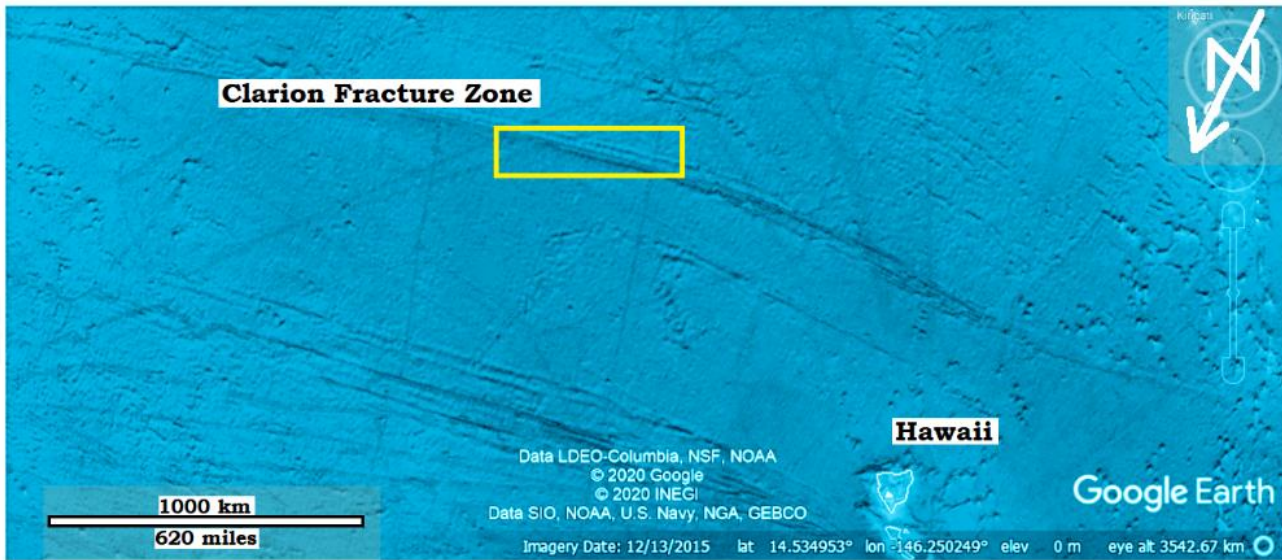 Kiribati
N
Clarion Fracture Zone
Hawaii
Data LDEO-Columbia, NSF, NOAA
© 2020 Google
© 2020 INEGI
Data SIO, NOAA, U.S. Navy, NGA, GEBCO
Google Earth
1000 km
620 miles
Imagery Date: 12/13/2015 lat 14.534953° lon -146.250249° elev 0 m eye alt 3542.67 km